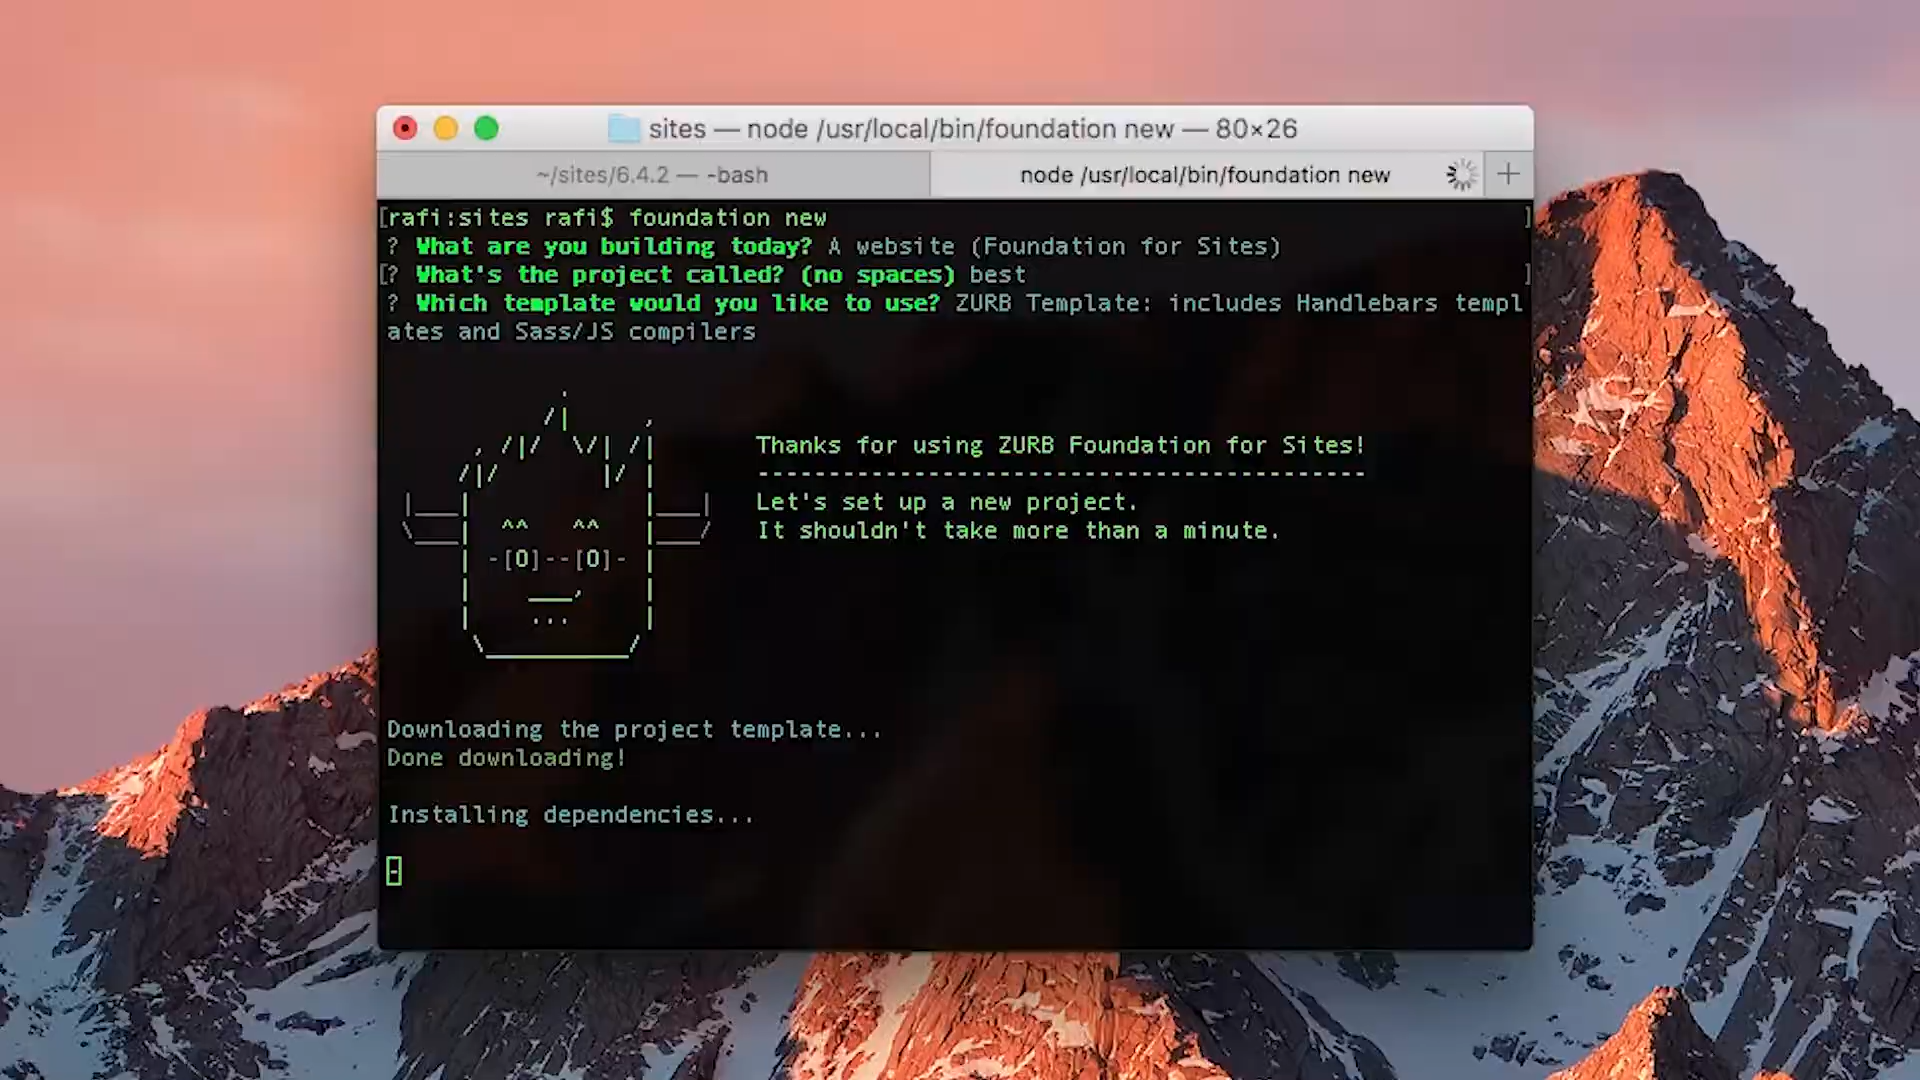 sites — node /usr/local/bin/foundation new — 80×26
~/sites/6.4.2 — -bash
node /usr/local/bin/foundation new
[rafi:sites rafi$ foundation new ]
? What are you building today? A website (Foundation for Sites)
[? What's the project called? (no spaces) best ]
? Which template would you like to use? ZURB Template: includes Handlebars templ
ates and Sass/JS compilers
Thanks for using ZURB Foundation for Sites!
-------------------------------------------
Let's set up a new project.
It shouldn't take more than a minute.
Downloading the project template...
Done downloading!
Installing dependencies...